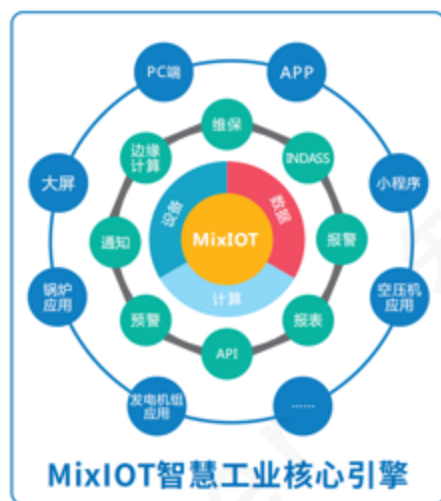 PC端
APP
维保
边缘
计算
INDASS
大屏
小程序
设备
数据
MixIOT
通知
报警
计算
锅炉
应用
空压机
应用
预警
报表
API
发电机组
应用
……
MixIOT智慧工业核心引擎